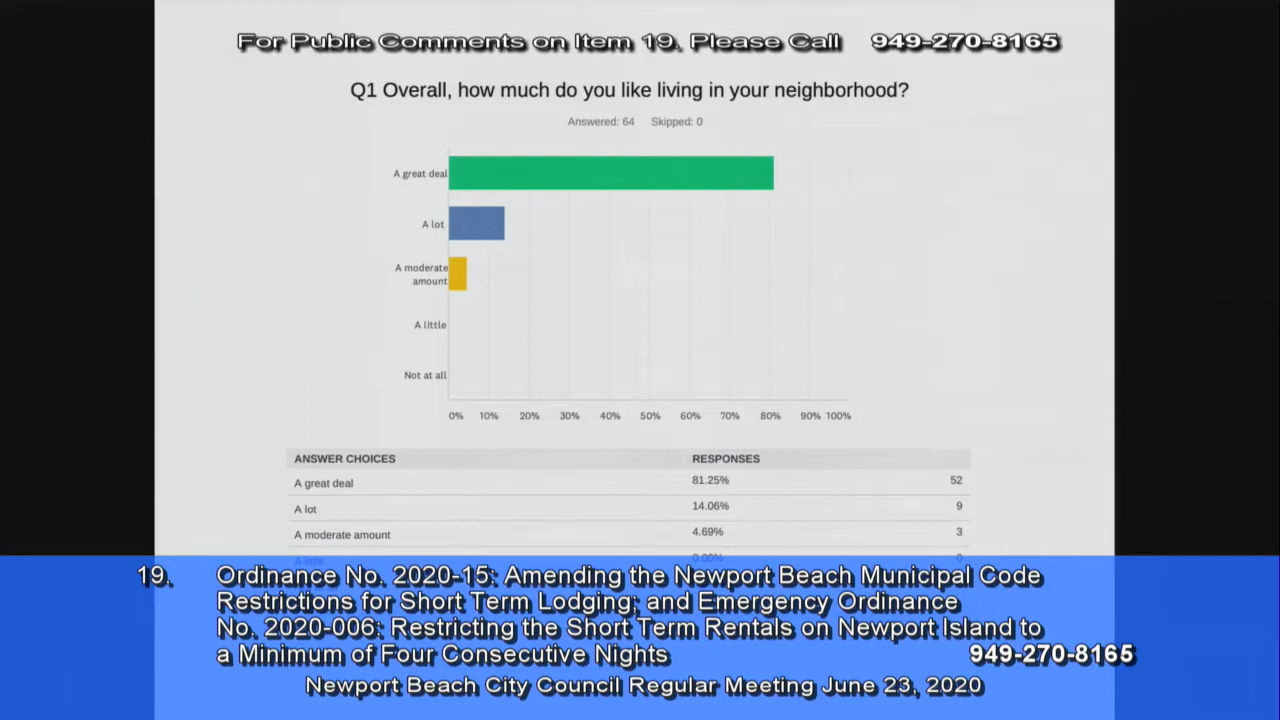 For Public Comments on Item 19. Please Call 949-270-8165
Q1 Overall, how much do you like living in your neighborhood?
Answered: 64 Skipped: 0
A great deal
A lot
A moderate
amount
A little
Not at all
0% 10% 20% 30% 40% 50% 60% 70% 80% 90% 100%
ANSWER CHOICES RESPONSES
A great deal 81.25% 52
A lot 14.06% 9
A moderate amount 4.69% 3
A little 0.00% 0
19. Ordinance No. 2020-15: Amending the Newport Beach Municipal Code
Restrictions for Short Term Lodging; and Emergency Ordinance
No. 2020-006: Restricting the Short Term Rentals on Newport Island to
a Minimum of Four Consecutive Nights 949-270-8165
Newport Beach City Council Regular Meeting June 23, 2020